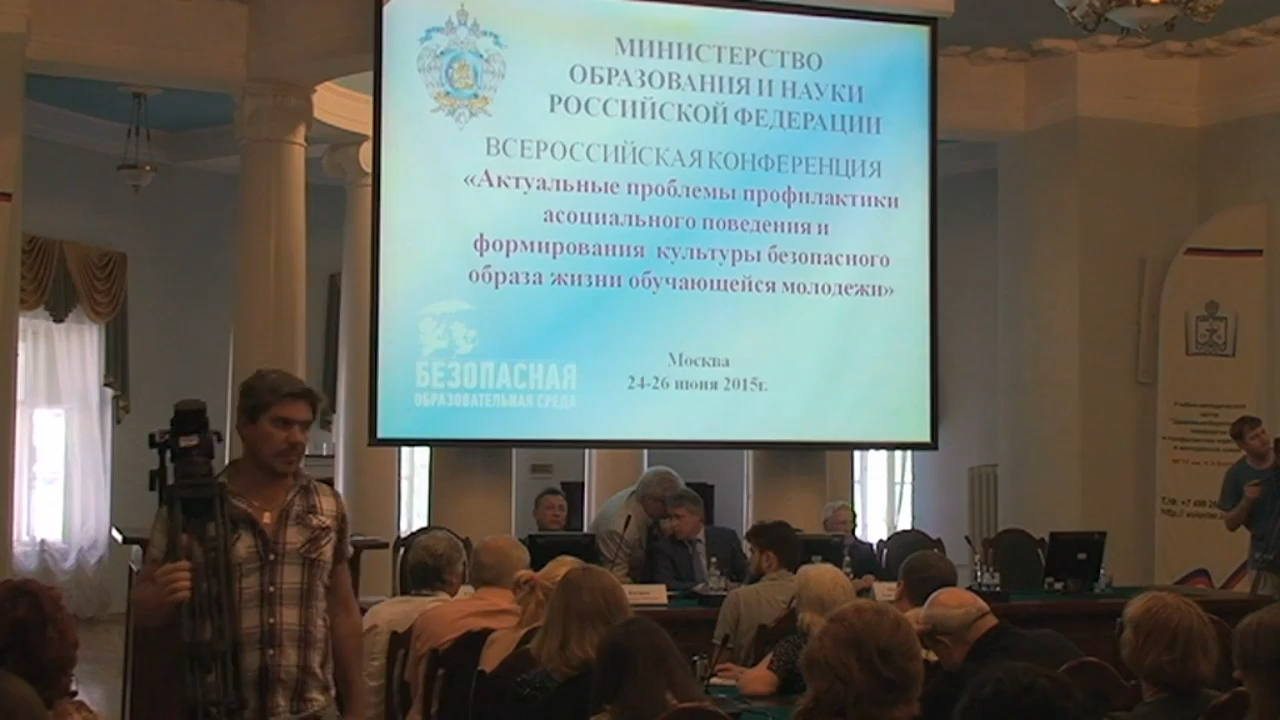 МИНИСТЕРСТВО
ОБРАЗОВАНИЯ И НАУКИ
РОССИЙСКОЙ ФЕДЕРАЦИИ
ВСЕРОССИЙСКАЯ КОНФЕРЕНЦИЯ
«Актуальные проблемы профилактики
асоциального поведения и
формирования культуры безопасного
образа жизни обучающейся молодежи»
Москва
24-26 июня 2015г.
БЕЗОПАСНАЯ
ОБРАЗОВАТЕЛЬНАЯ СРЕДА